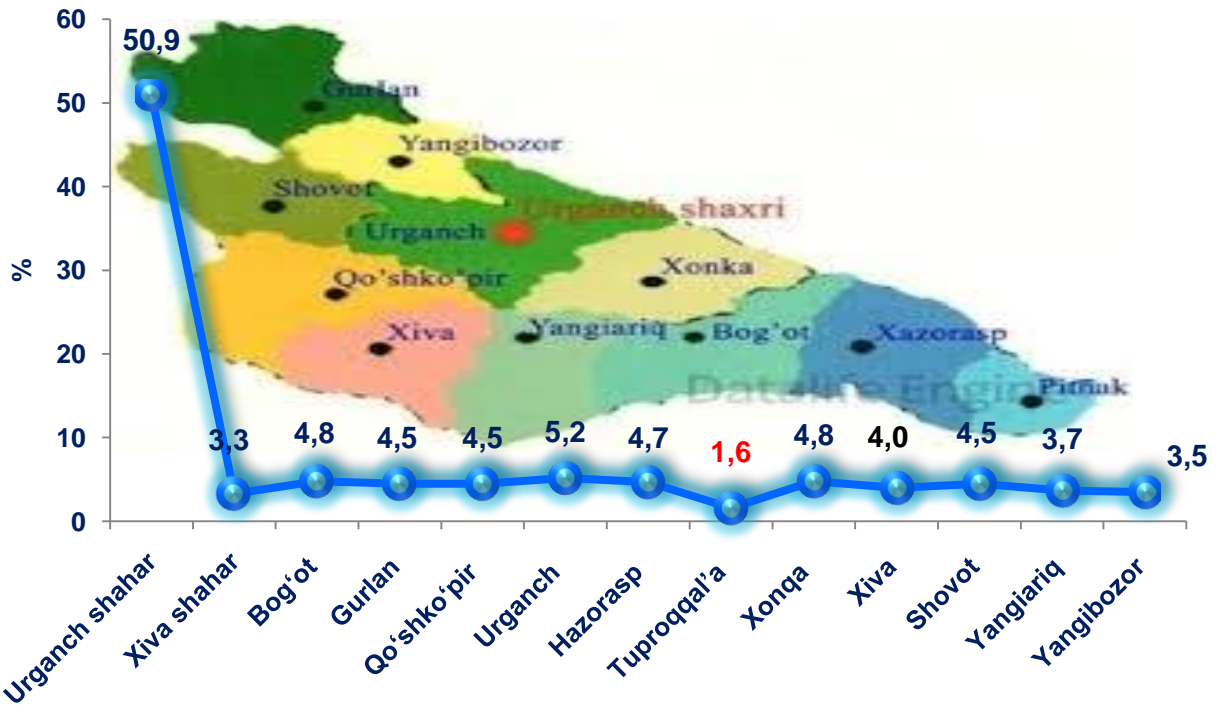 60
50
40
30
20
10
0
%
50,9
3,3
4,8
4,5
4,5
5,2
4,7
1,6
4,8
4,0
4,5
3,7
3,5
Gurlan
Yangibozor
Shovot
Urganch shaxri
Urganch
Xonka
Qo'shko'pir
Xiva
Yangiariq
Bog'ot
Xazorasp
Pitnak
Datalife Engin
Urganch shahar
Xiva shahar
Bog‘ot
Gurlan
Qo‘shko‘pir
Urganch
Hazorasp
Tuproqqal’a
Xonqa
Xiva
Shovot
Yangiariq
Yangibozor